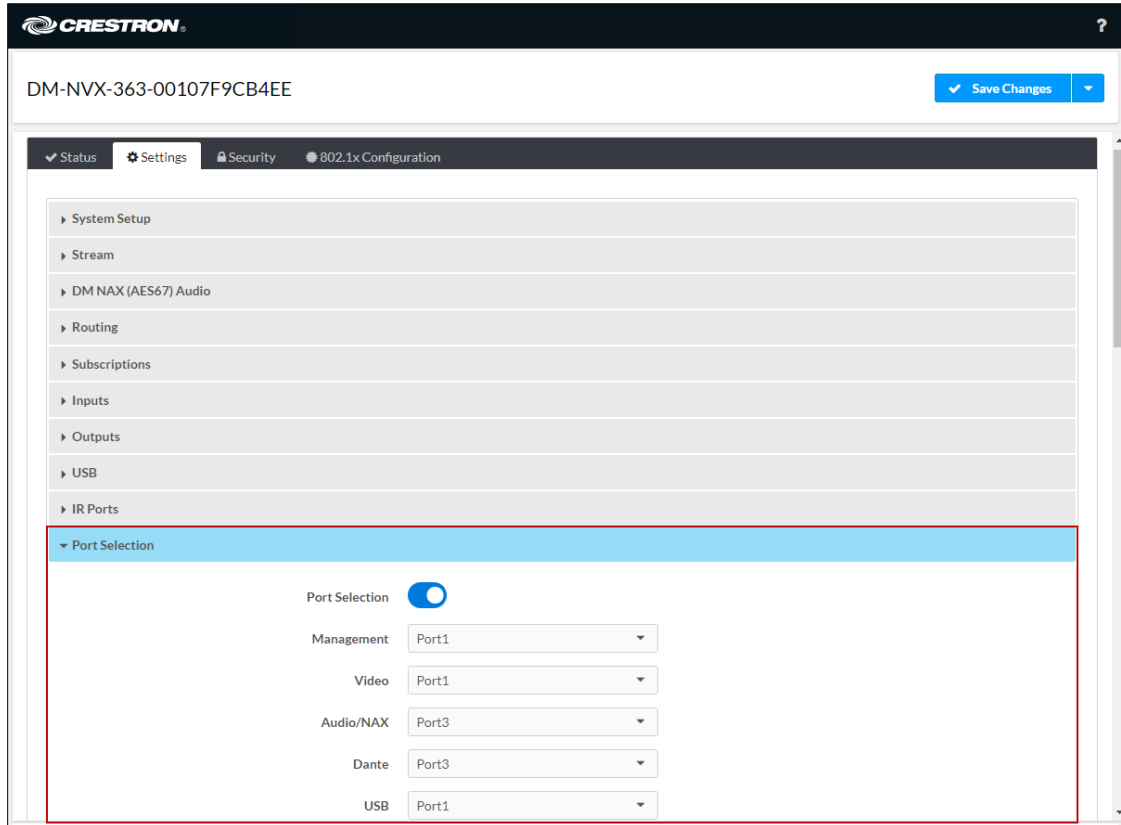 CRESTRON®
?
DM-NVX-363-00107F9CB4EE
Save Changes
Status Settings Security 802.1x Configuration
System Setup
Stream
DM NAX (AES67) Audio
Routing
Subscriptions
Inputs
Outputs
USB
IR Ports
Port Selection
Port Selection
Management Port1
Video Port1
Audio/NAX Port3
Dante Port3
USB Port1